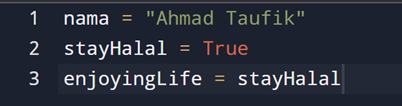 1 nama = "Ahmad Taufik"
2 stayHalal = True
3 enjoyingLife = stayHalal